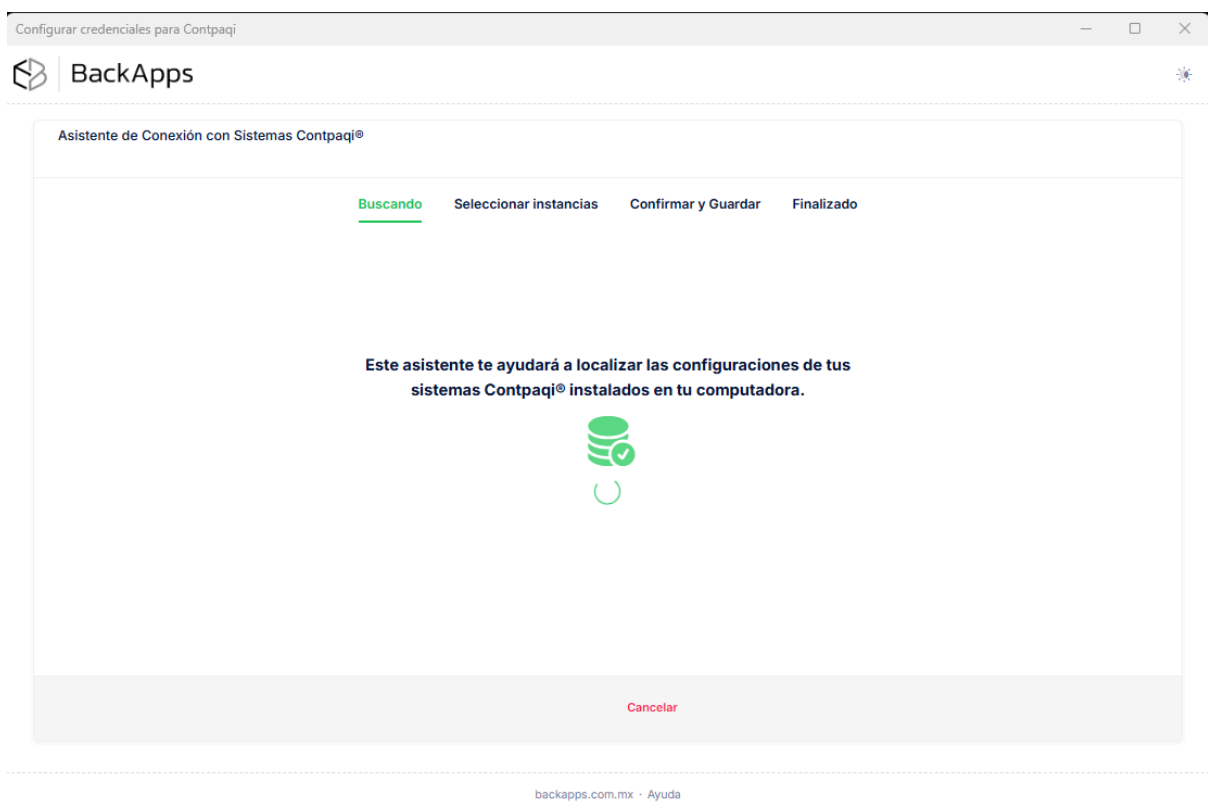 Configurar credenciales para Contpaqi
BackApps
Asistente de Conexión con Sistemas Contpaqi®
Buscando
Seleccionar instancias
Confirmar y Guardar
Finalizado
Este asistente te ayudará a localizar las configuraciones de tus
sistemas Contpaqi® instalados en tu computadora.
Cancelar
backapps.com.mx · Ayuda